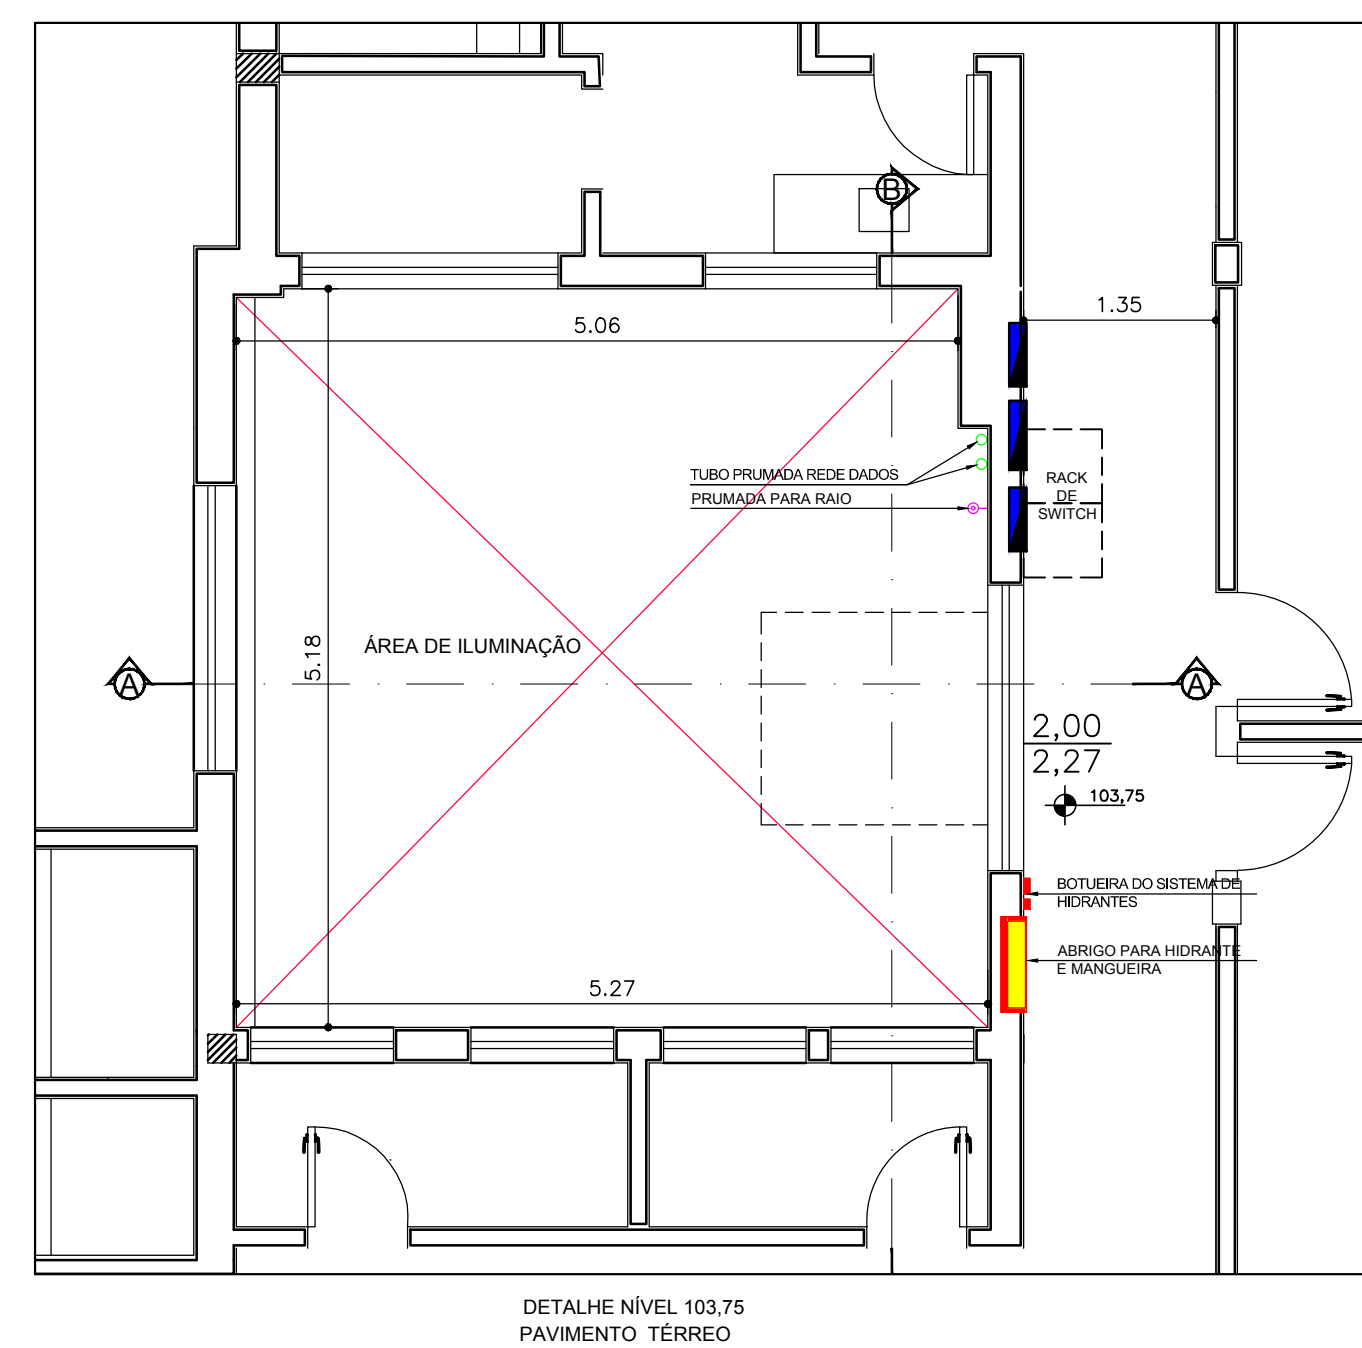 B
1.35
5.06
TUBO PRUMADA REDE DADOS
PRUMADA PARA RAIO
RACK
DE
SWITCH
5.18
ÁREA DE ILUMINAÇÃO
A
A
2,00
2,27
103,75
BOTUEIRA DO SISTEMA DE
HIDRANTES
ABRIGO PARA HIDRANTE
E MANGUEIRA
5.27
DETALHE NÍVEL 103,75
PAVIMENTO TÉRREO